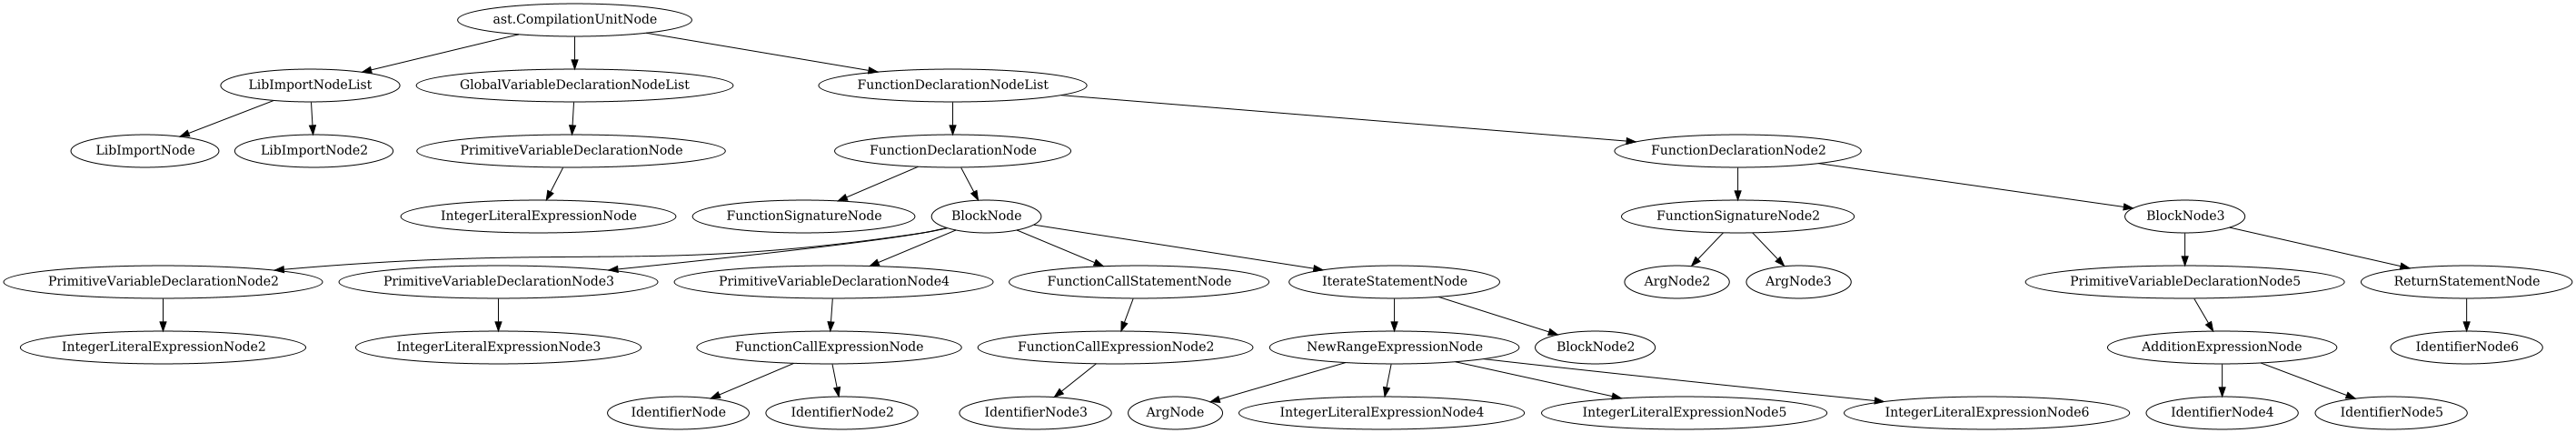 ast.CompilationUnitNode
LibImportNodeList
GlobalVariableDeclarationNodeList
FunctionDeclarationNodeList
LibImportNode
LibImportNode2
PrimitiveVariableDeclarationNode
FunctionDeclarationNode
FunctionDeclarationNode2
IntegerLiteralExpressionNode
FunctionSignatureNode
BlockNode
FunctionSignatureNode2
BlockNode3
PrimitiveVariableDeclarationNode2
PrimitiveVariableDeclarationNode3
PrimitiveVariableDeclarationNode4
FunctionCallStatementNode
IterateStatementNode
ArgNode2
ArgNode3
PrimitiveVariableDeclarationNode5
ReturnStatementNode
IntegerLiteralExpressionNode2
IntegerLiteralExpressionNode3
FunctionCallExpressionNode
FunctionCallExpressionNode2
NewRangeExpressionNode
BlockNode2
AdditionExpressionNode
IdentifierNode6
IdentifierNode
IdentifierNode2
IdentifierNode3
ArgNode
IntegerLiteralExpressionNode4
IntegerLiteralExpressionNode5
IntegerLiteralExpressionNode6
IdentifierNode4
IdentifierNode5